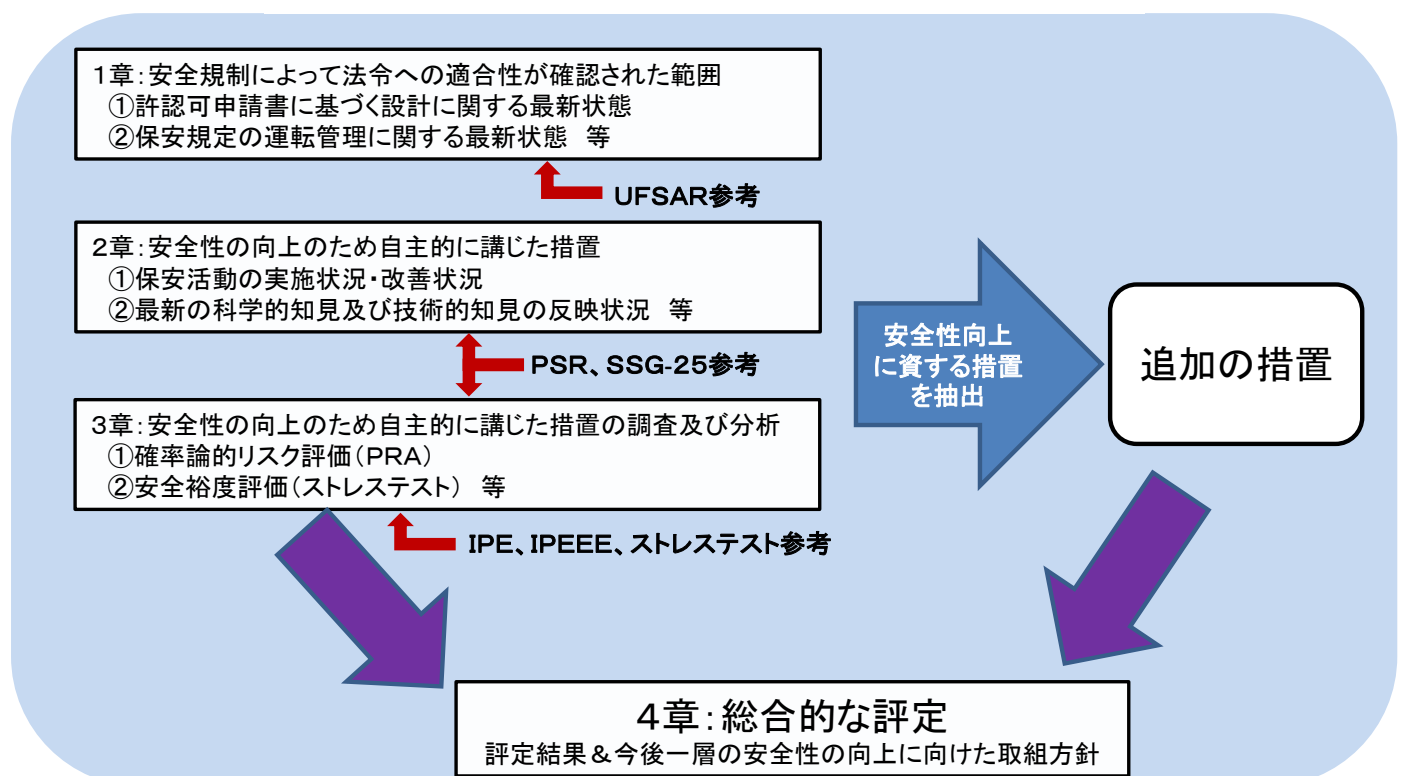 1章：安全規制によって法令への適合性が確認された範囲
①許認可申請書に基づく設計に関する最新状態
②保安規定の運転管理に関する最新状態　等
UFSAR参考
2章：安全性の向上のため自主的に講じた措置
①保安活動の実施状況・改善状況
②最新の科学的知見及び技術的知見の反映状況　等
PSR、SSG-25参考
3章：安全性の向上のため自主的に講じた措置の調査及び分析
①確率論的リスク評価（PRA）
②安全裕度評価（ストレステスト）　等
IPE、IPEEE、ストレステスト参考
安全性向上
に資する措置
を抽出
追加の措置
4章：総合的な評定
評定結果＆今後一層の安全性の向上に向けた取組方針